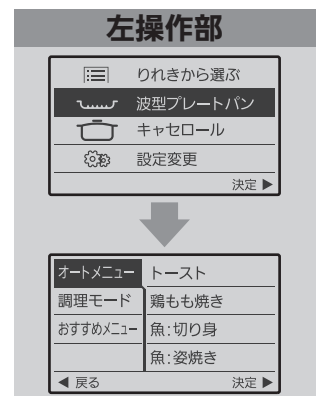 左操作部
りれきから選ぶ
波型プレートパン
キャセロール
設定変更
決定 ▶
オートメニュー トースト
調理モード 鶏もも焼き
おすすめメニュー 魚:切り身
魚:姿焼き
◀ 戻る 決定 ▶